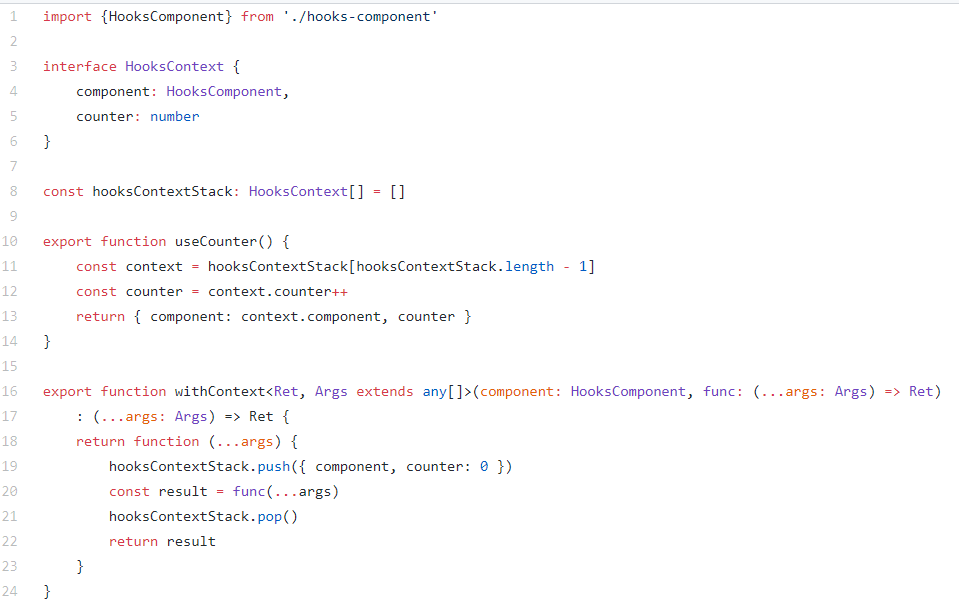 1 import {HooksComponent} from './hooks-component'
2
3 interface HooksContext {
4     component: HooksComponent,
5     counter: number
6 }
7
8 const hooksContextStack: HooksContext[] = []
9
10 export function useCounter() {
11     const context = hooksContextStack[hooksContextStack.length - 1]
12     const counter = context.counter++
13     return { component: context.component, counter }
14 }
15
16 export function withContext<Ret, Args extends any[]>(component: HooksComponent, func: (...args: Args) => Ret)
17     : (...args: Args) => Ret {
18     return function (...args) {
19         hooksContextStack.push({ component, counter: 0 })
20         const result = func(...args)
21         hooksContextStack.pop()
22         return result
23     }
24 }